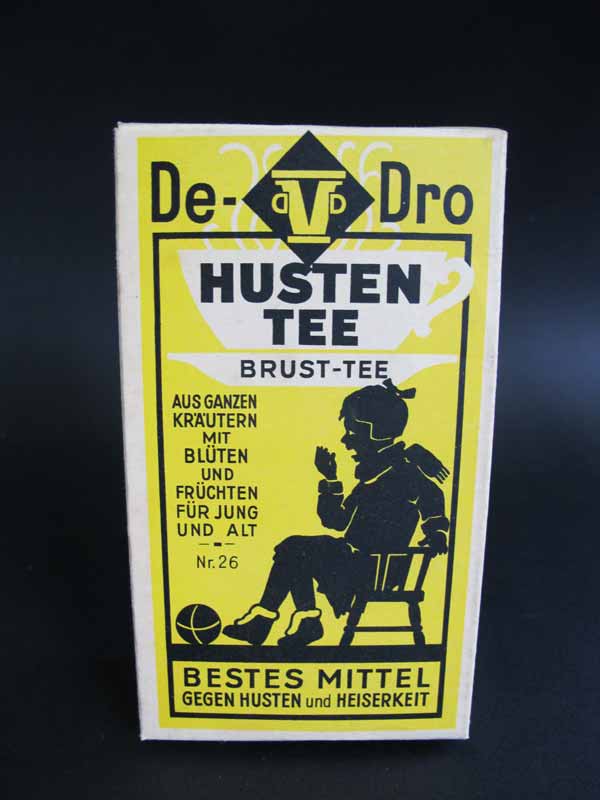 De-Dro
DVD
HUSTEN
TEE
BRUST-TEE
AUS GANZEN
KRÄUTERN
MIT
BLÜTEN
UND
FRÜCHTEN
FÜR JUNG
UND ALT
Nr. 26
BESTES MITTEL
GEGEN HUSTEN und HEISERKEIT